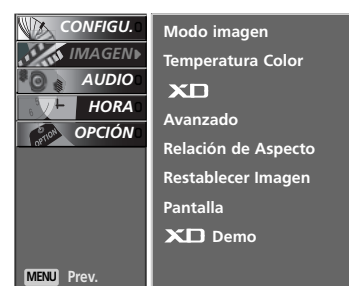 CONFIGU.
IMAGEN
AUDIO
HORA
OPCIÓN
MENU Prev.
Modo imagen
Temperatura Color
XD
Avanzado
Relación de Aspecto
Restablecer Imagen
Pantalla
XD Demo